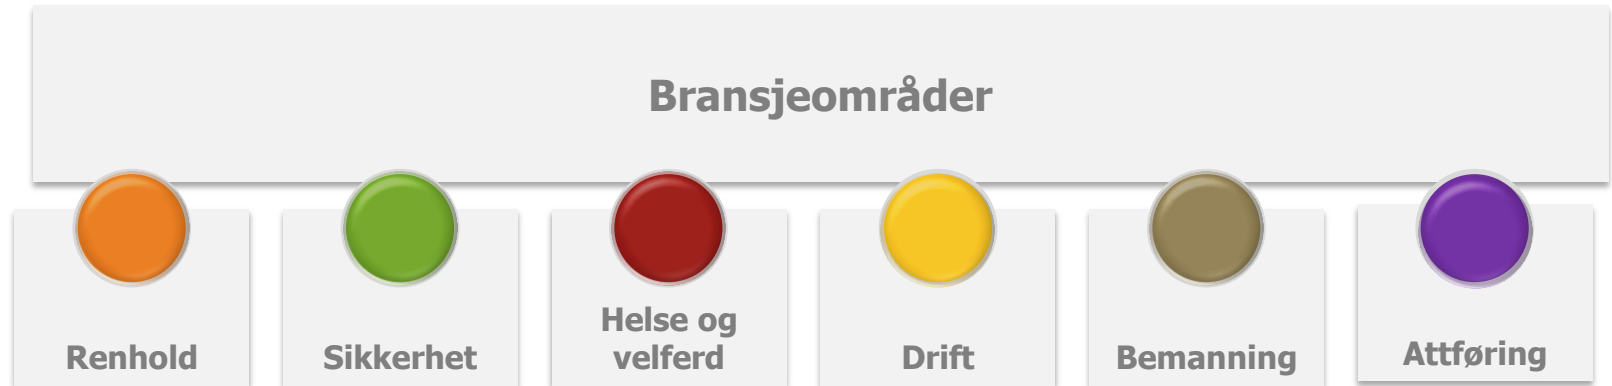 Bransjeområder
Renhold
Sikkerhet
Helse og
velferd
Drift
Bemanning
Attføring